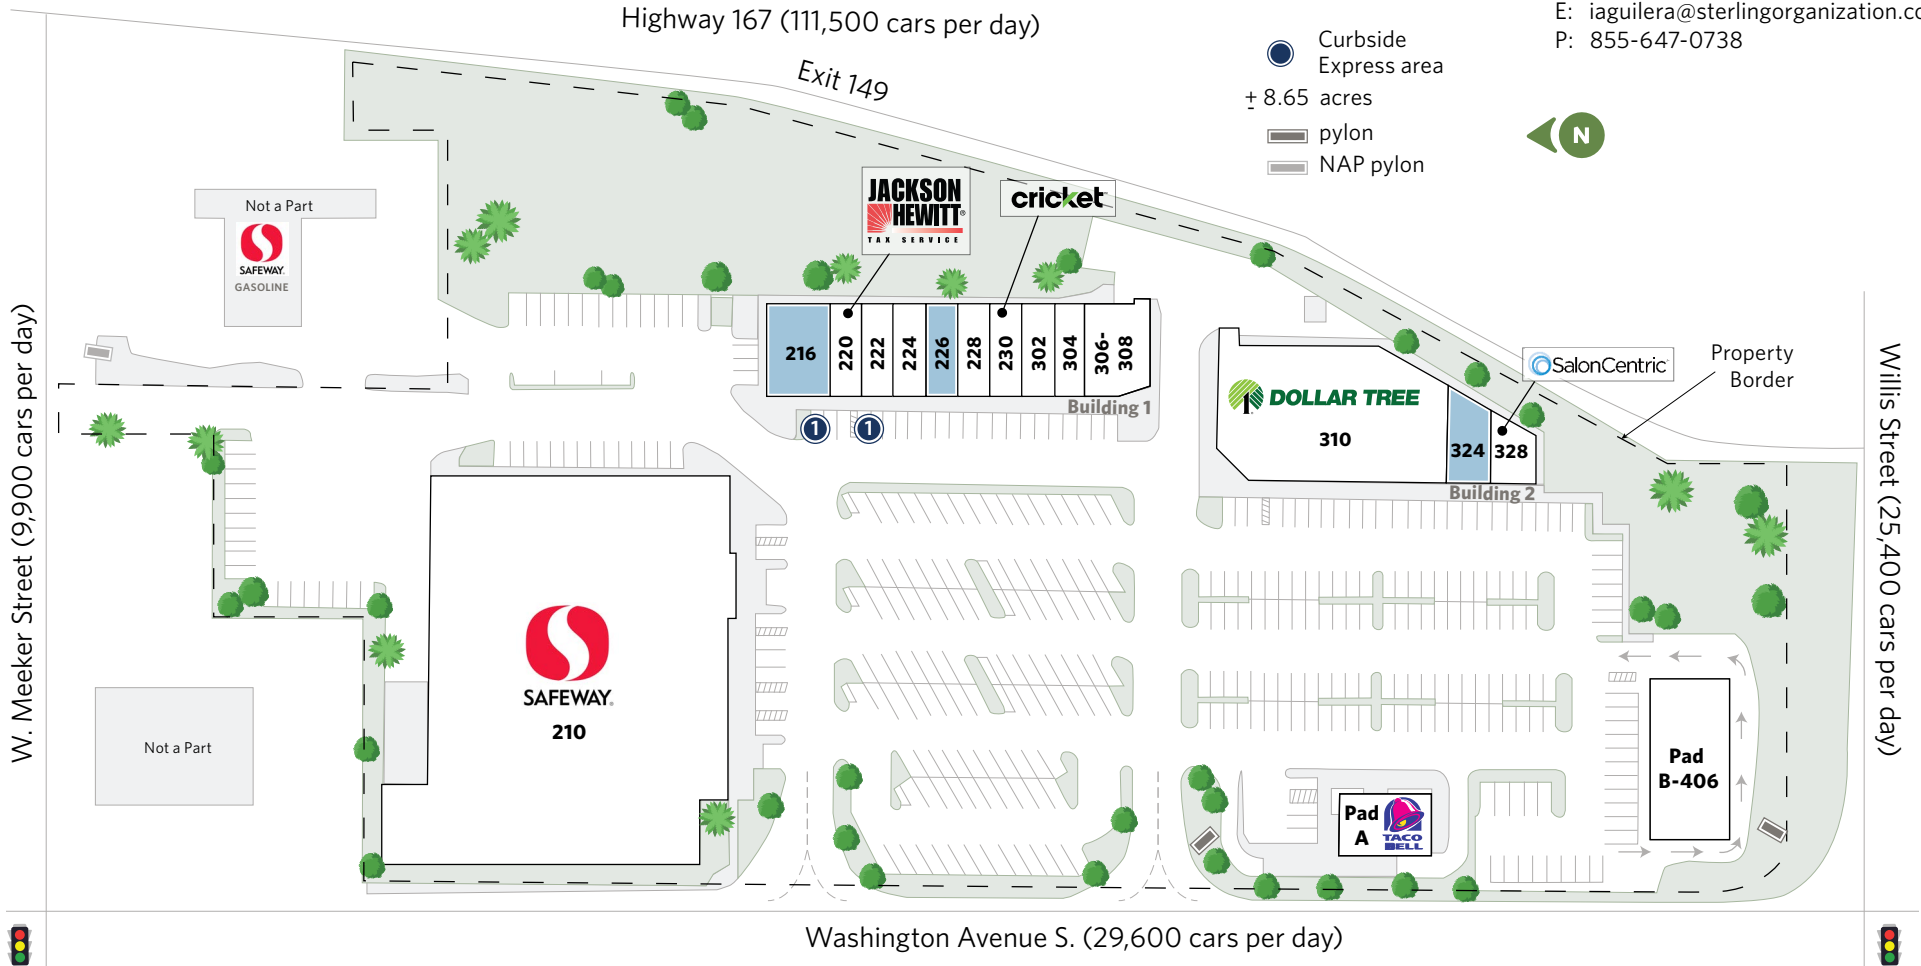 Highway 167 (111,500 cars per day)
E: iaguilera@sterlingorganization.co
P: 855-647-0738
Curbside
Express area
± 8.65 acres
pylon
NAP pylon
N
Exit 149
Not a Part
SAFEWAY.
GASOLINE
JACKSON
HEWITT®
TAX SERVICE
cricket
216
220
222
224
226
228
230
302
304
306-
308
Building 1
1
1
DOLLAR TREE
310
324
328
Building 2
SalonCentric
Property
Border
W. Meeker Street (9,900 cars per day)
Willis Street (25,400 cars per day)
SAFEWAY.
210
Not a Part
Pad
A
TACO
BELL
Pad
B-406
Washington Avenue S. (29,600 cars per day)